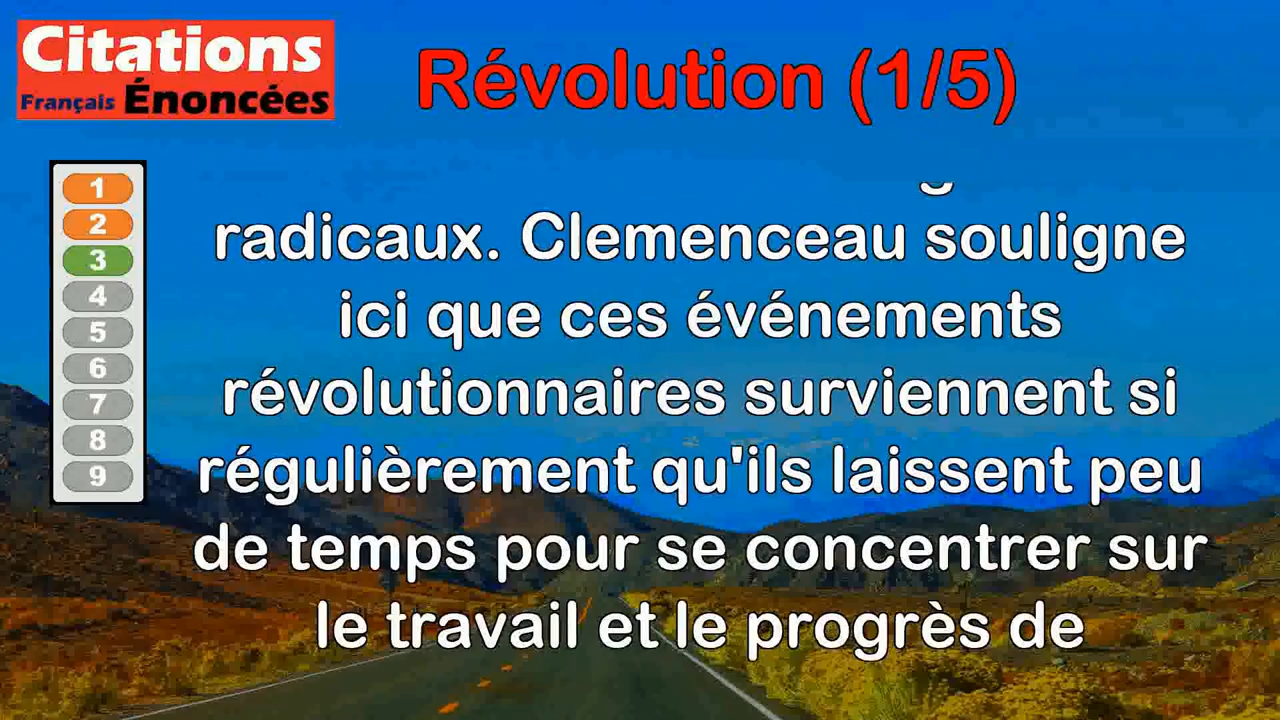 Citations
Français Énoncées
Révolution (1/5)
1
2
3
4
5
6
7
8
9
radicaux. Clemenceau souligne
ici que ces événements
révolutionnaires surviennent si
régulièrement qu'ils laissent peu
de temps pour se concentrer sur
le travail et le progrès de